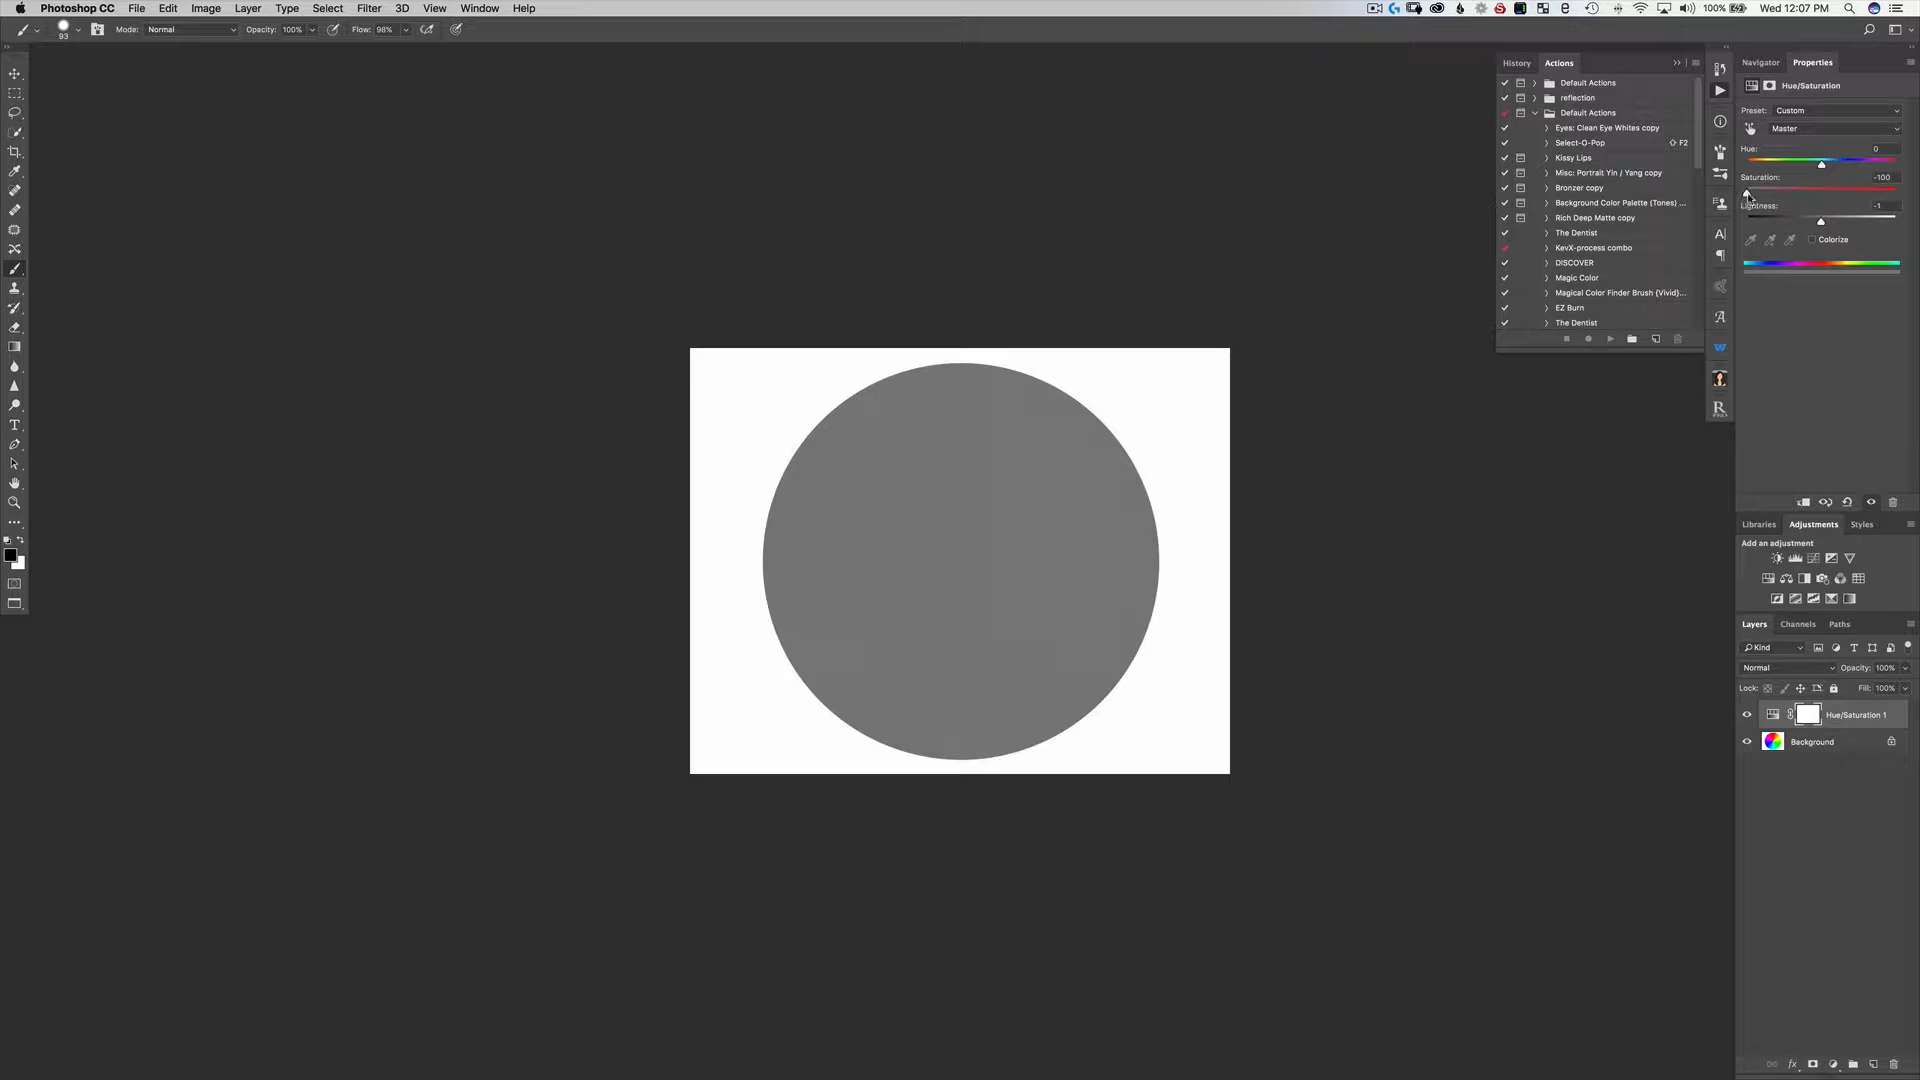 Photoshop CC File Edit Image Layer Type Select Filter 3D View Window Help 100% Wed 12:07 PM
93 Mode: Normal Opacity: 100% Flow: 98%
History Actions
Default Actions
reflection
Default Actions
Eyes: Clean Eye Whites copy
Select-O-Pop F2
Kissy Lips
Misc: Portrait Yin / Yang copy
Bronzer copy
Background Color Palette (Tones) ...
Rich Deep Matte copy
The Dentist
KevX-process combo
DISCOVER
Magic Color
Magical Color Finder Brush {Vivid}...
EZ Burn
The Dentist
Navigator Properties
Hue/Saturation
Preset: Custom
Master
Hue: 0
Saturation: -100
Lightness: -1
Colorize
Libraries Adjustments Styles
Add an adjustment
Layers Channels Paths
Kind
Normal Opacity: 100%
Lock: Fill: 100%
Hue/Saturation 1
Background
fx